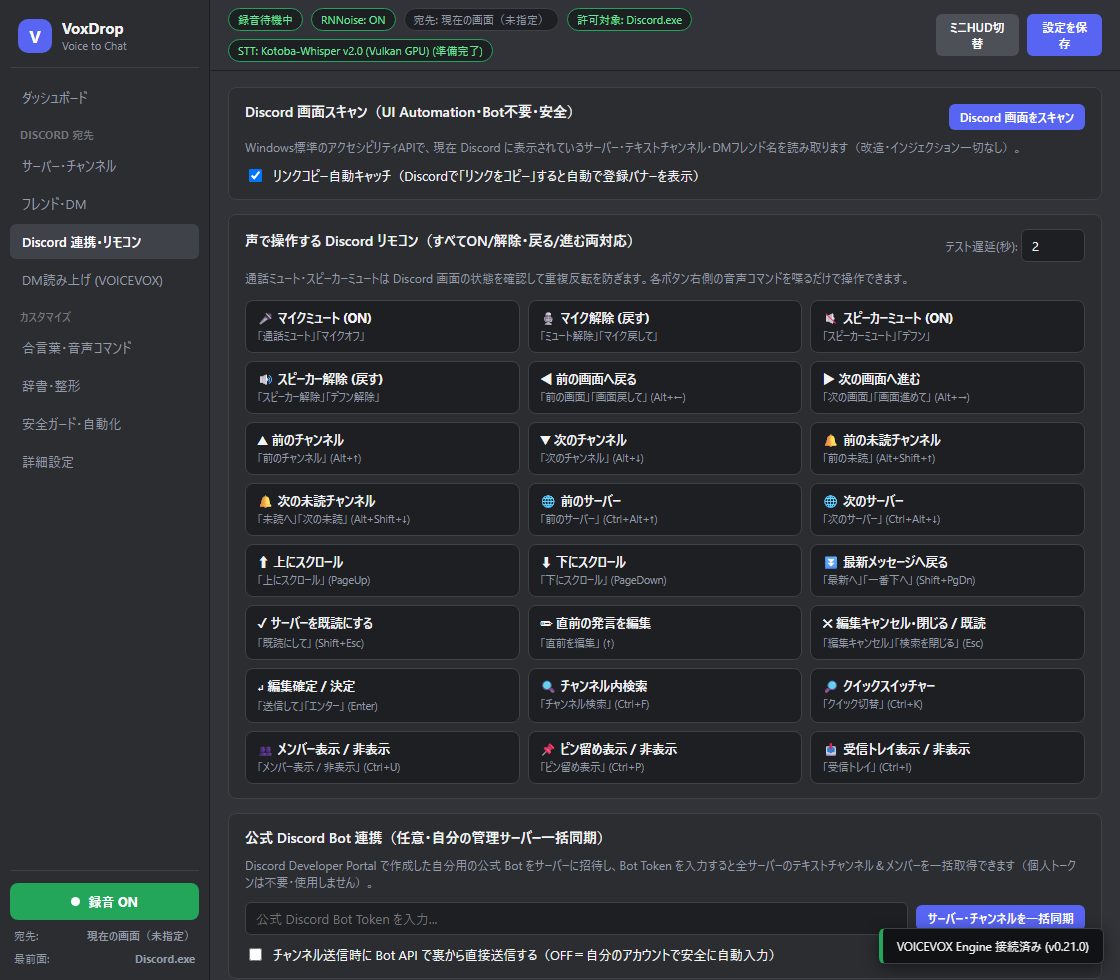 V
VoxDrop
Voice to Chat
ダッシュボード
DISCORD 宛先
サーバー・チャンネル
フレンド・DM
Discord 連携・リモコン
DM読み上げ (VOICEVOX)
カスタマイズ
合言葉・音声コマンド
辞書・整形
安全ガード・自動化
詳細設定
● 録音 ON
宛先: 現在の画面（未指定）
最前面: Discord.exe
録音待機中 RNNoise: ON 宛先: 現在の画面（未指定） 許可対象: Discord.exe
STT: Kotoba-Whisper v2.0 (Vulkan GPU) (準備完了)
ミニHUD切
替
設定を保
存
Discord 画面スキャン（UI Automation・Bot不要・安全）
Discord 画面をスキャン
Windows標準のアクセシビリティAPIで、現在 Discord に表示されているサーバー・テキストチャンネル・DMフレンド名を読み取ります（改造・インジェクション一切なし）。
リンクコピー自動キャッチ（Discordで「リンクをコピー」すると自動で登録バナーを表示）
声で操作する Discord リモコン（すべてON/解除・戻る/進む両対応）
テスト遅延(秒): 2
通話ミュート・スピーカーミュートは Discord 画面の状態を確認して重複反転を防ぎます。各ボタン右側の音声コマンドを喋るだけで操作できます。
🎤 マイクミュート (ON)
「通話ミュート」「マイクオフ」
🎙 マイク解除 (戻す)
「ミュート解除」「マイク戻して」
🔇 スピーカーミュート (ON)
「スピーカーミュート」「デフン」
🔊 スピーカー解除 (戻す)
「スピーカー解除」「デフン解除」
◀ 前の画面へ戻る
「前の画面」「画面戻して」 (Alt+←)
▶ 次の画面へ進む
「次の画面」「画面進めて」 (Alt+→)
▲ 前のチャンネル
「前のチャンネル」 (Alt+↑)
▼ 次のチャンネル
「次のチャンネル」 (Alt+↓)
🔔 前の未読チャンネル
「前の未読」 (Alt+Shift+↑)
🔔 次の未読チャンネル
「未読へ」「次の未読」 (Alt+Shift+↓)
🌐 前のサーバー
「前のサーバー」 (Ctrl+Alt+↑)
🌐 次のサーバー
「次のサーバー」 (Ctrl+Alt+↓)
⬆ 上にスクロール
「上にスクロール」 (PageUp)
⬇ 下にスクロール
「下にスクロール」 (PageDown)
⏬ 最新メッセージへ戻る
「最新へ」「一番下へ」 (Shift+PgDn)
✓ サーバーを既読にする
「既読にして」 (Shift+Esc)
✏ 直前の発言を編集
「直前を編集」 (↑)
✕ 編集キャンセル・閉じる / 既読
「編集キャンセル」「検索を閉じる」 (Esc)
↲ 編集確定 / 決定
「送信して」「エンター」 (Enter)
🔍 チャンネル内検索
「チャンネル検索」 (Ctrl+F)
🔎 クイックスイッチャー
「クイック切替」 (Ctrl+K)
👥 メンバー表示 / 非表示
「メンバー表示 / 非表示」 (Ctrl+U)
📌 ピン留め表示 / 非表示
「ピン留め表示」 (Ctrl+P)
📥 受信トレイ表示 / 非表示
「受信トレイ」 (Ctrl+I)
公式 Discord Bot 連携（任意・自分の管理サーバー一括同期）
Discord Developer Portal で作成した自分用の公式 Bot をサーバーに招待し、Bot Token を入力すると全サーバーのテキストチャンネル＆メンバーを一括取得できます（個人トーク
ンは不要・使用しません）。
公式 Discord Bot Token を入力...
サーバー・チャンネルを一括同期
チャンネル送信時に Bot API で裏から直接送信する（OFF＝自分のアカウントで安全に自動入力）
VOICEVOX Engine 接続済み (v0.21.0)